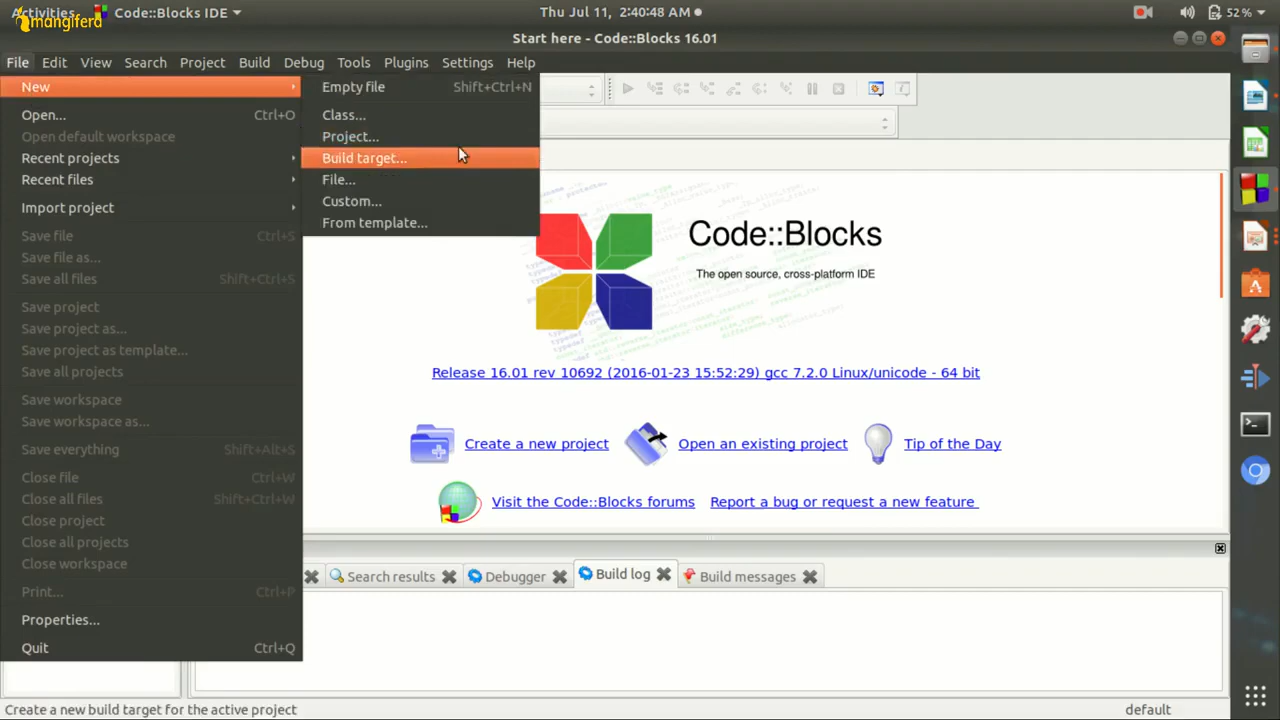 Activities
mangifera
Code::Blocks IDE
Thu Jul 11, 2:40:48 AM
52 %
Start here - Code::Blocks 16.01
File Edit View Search Project Build Debug Tools Plugins Settings Help
New
Open... Ctrl+O
Open default workspace
Recent projects
Recent files
Import project
Save file Ctrl+S
Save file as...
Save all files Shift+Ctrl+S
Save project
Save project as...
Save project as template...
Save all projects
Save workspace
Save workspace as...
Save everything Shift+Alt+S
Close file Ctrl+W
Close all files Shift+Ctrl+W
Close project
Close all projects
Close workspace
Print... Ctrl+P
Properties...
Quit Ctrl+Q
Empty file Shift+Ctrl+N
Class...
Project...
Build target...
File...
Custom...
From template...
Code::Blocks
The open source, cross-platform IDE
Release 16.01 rev 10692 (2016-01-23 15:52:29) gcc 7.2.0 Linux/unicode - 64 bit
Create a new project
Open an existing project
Tip of the Day
Visit the Code::Blocks forums
Report a bug or request a new feature
Search results
Debugger
Build log
Build messages
Create a new build target for the active project
default